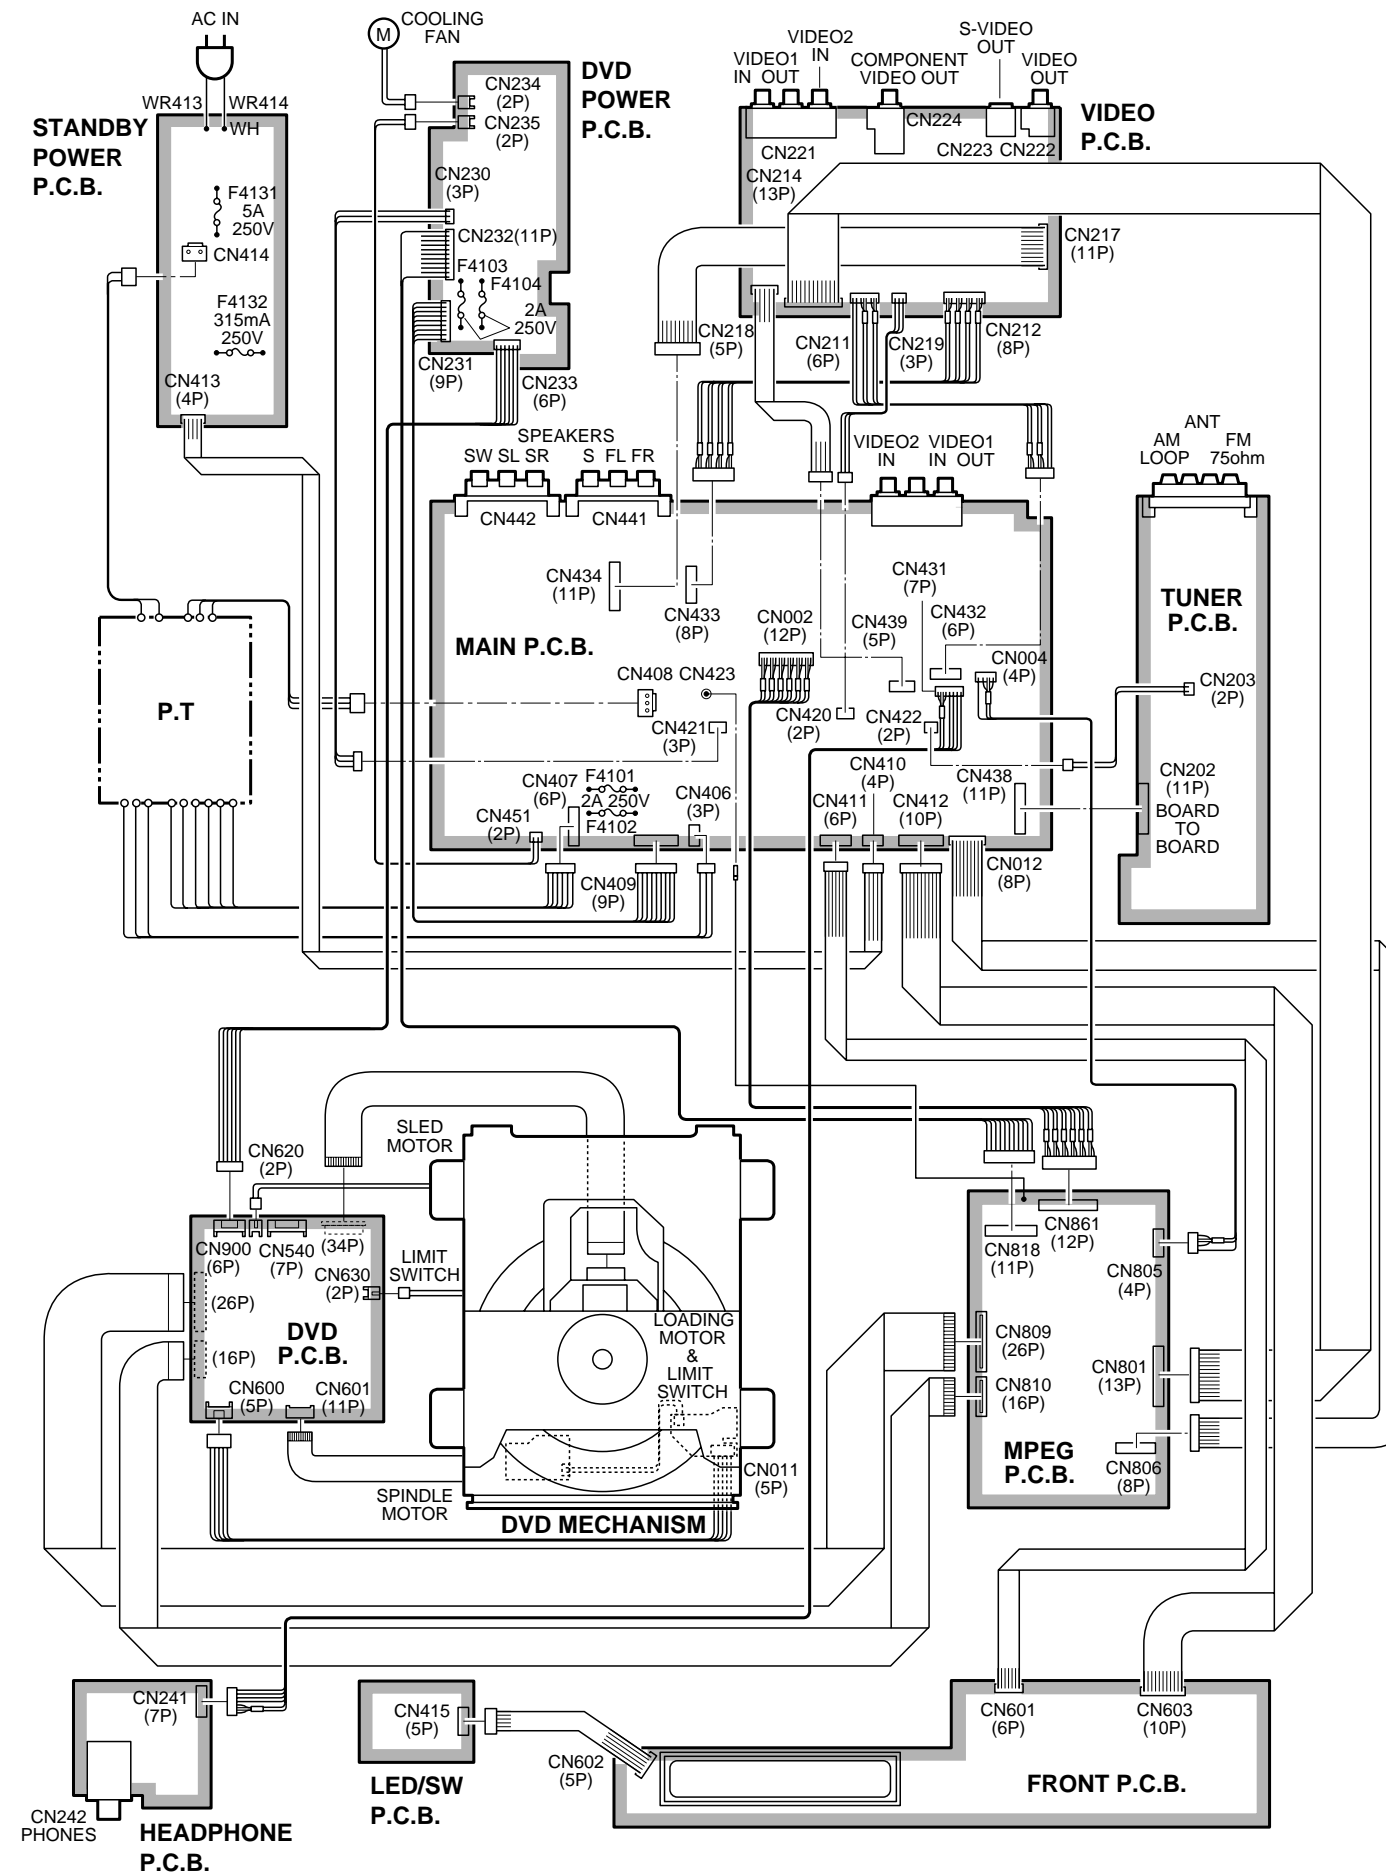 AC IN
COOLING
FAN
M
WR413 WR414
WH
STANDBY
POWER
P.C.B.
F4131
5A
250V
CN414
F4132
315mA
250V
CN413
(4P)
DVD
POWER
P.C.B.
CN234
(2P)
CN235
(2P)
CN230
(3P)
CN232(11P)
F4103
F4104
2A
250V
CN231
(9P)
CN233
(6P)
S-VIDEO
OUT
VIDEO2
IN
VIDEO1
IN OUT
COMPONENT
VIDEO OUT
VIDEO
OUT
VIDEO
P.C.B.
CN224
CN221
CN223 CN222
CN214
(13P)
CN217
(11P)
CN218
(5P)
CN211
(6P)
CN219
(3P)
CN212
(8P)
SPEAKERS
SW SL SR
S FL FR
CN442
CN441
VIDEO2
IN
VIDEO1
IN OUT
ANT
AM
LOOP
FM
75ohm
CN434
(11P)
CN433
(8P)
CN431
(7P)
CN002
(12P)
CN439
(5P)
CN432
(6P)
CN004
(4P)
MAIN P.C.B.
TUNER
P.C.B.
CN203
(2P)
CN408 CN423
CN421
(3P)
CN420
(2P)
CN422
(2P)
P.T
CN407
(6P)
F4101
2A 250V
F4102
CN406
(3P)
CN410
(4P)
CN411
(6P)
CN412
(10P)
CN438
(11P)
CN202
(11P)
BOARD
TO
BOARD
CN451
(2P)
CN409
(9P)
CN012
(8P)
SLED
MOTOR
CN620
(2P)
CN900
(6P)
CN540
(7P)
(34P)
LIMIT
SWITCH
CN630
(2P)
(26P)
DVD
P.C.B.
(16P)
CN600
(5P)
CN601
(11P)
LOADING
MOTOR
&
LIMIT
SWITCH
CN011
(5P)
SPINDLE
MOTOR
DVD MECHANISM
CN818
(11P)
CN861
(12P)
CN805
(4P)
CN809
(26P)
CN801
(13P)
CN810
(16P)
MPEG
P.C.B.
CN806
(8P)
CN241
(7P)
CN242
PHONES
HEADPHONE
P.C.B.
CN415
(5P)
LED/SW
P.C.B.
CN602
(5P)
CN601
(6P)
CN603
(10P)
FRONT P.C.B.